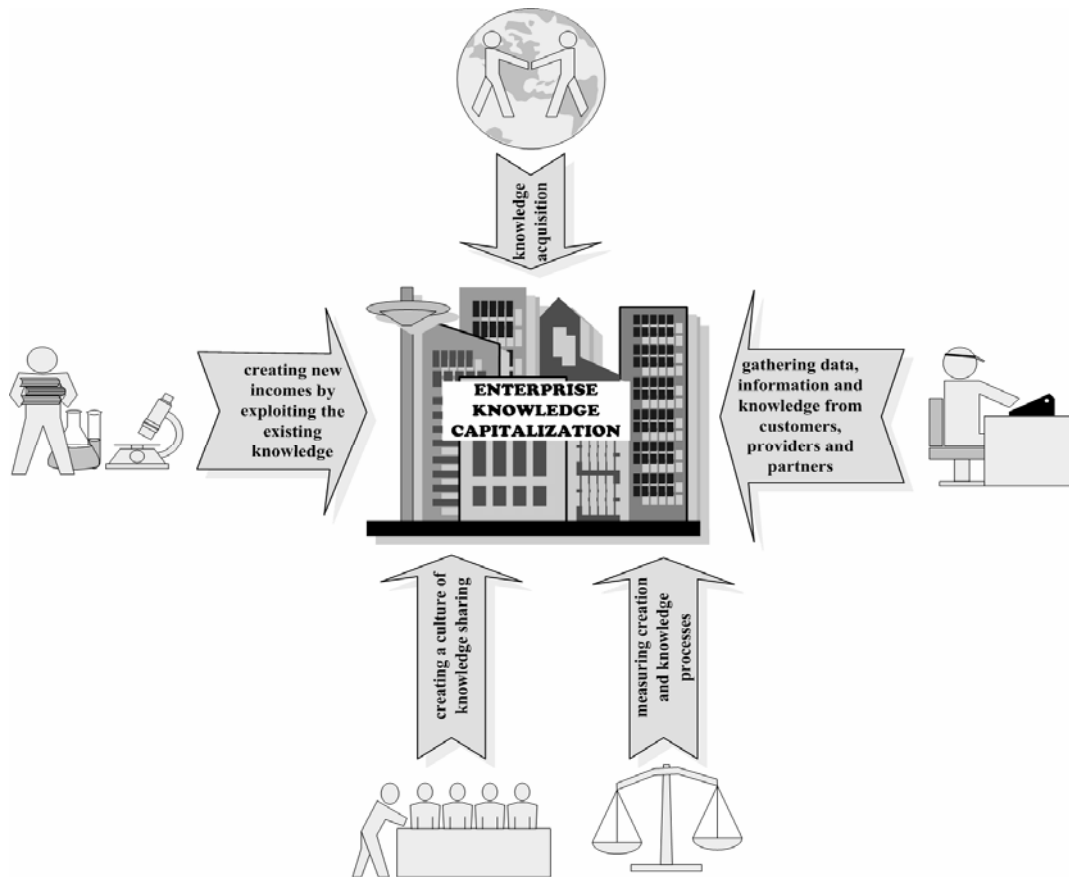 knowledge
acquisition
creating new
incomes by
exploiting the
existing
knowledge
ENTERPRISE
KNOWLEDGE
CAPITALIZATION
gathering data,
information and
knowledge from
customers,
providers and
partners
creating a culture of
knowledge sharing
measuring creation
and knowledge
processes